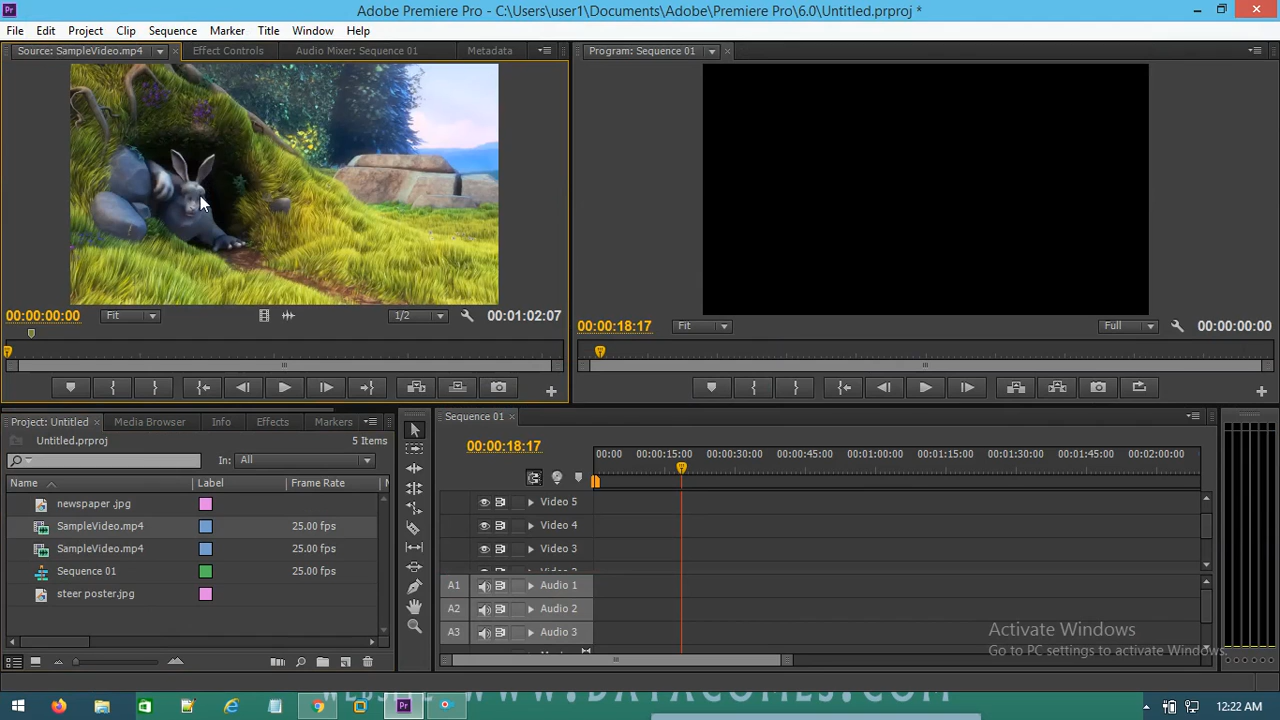 Adobe Premiere Pro - C:\Users\user1\Documents\Adobe\Premiere Pro\6.0\Untitled.prproj *
File Edit Project Clip Sequence Marker Title Window Help
Source: SampleVideo.mp4 Effect Controls Audio Mixer: Sequence 01 Metadata
Program: Sequence 01
00:00:00:00 Fit 1/2 00:01:02:07
00:00:18:17 Fit Full 00:00:00:00
Project: Untitled Media Browser Info Effects Markers
Untitled.prproj 5 Items
In: All
Name Label Frame Rate
newspaper .jpg
SampleVideo.mp4 25.00 fps
SampleVideo.mp4 25.00 fps
Sequence 01 25.00 fps
steer poster.jpg
Sequence 01
00:00:18:17
00:00 00:00:15:00 00:00:30:00 00:00:45:00 00:01:00:00 00:01:15:00 00:01:30:00 00:01:45:00 00:02:00:00
Video 5
Video 4
Video 3
A1 Audio 1
A2 Audio 2
A3 Audio 3
Activate Windows
Go to PC settings to activate Windows.
WEBSITE WWW.DATACOMES.COM
12:22 AM